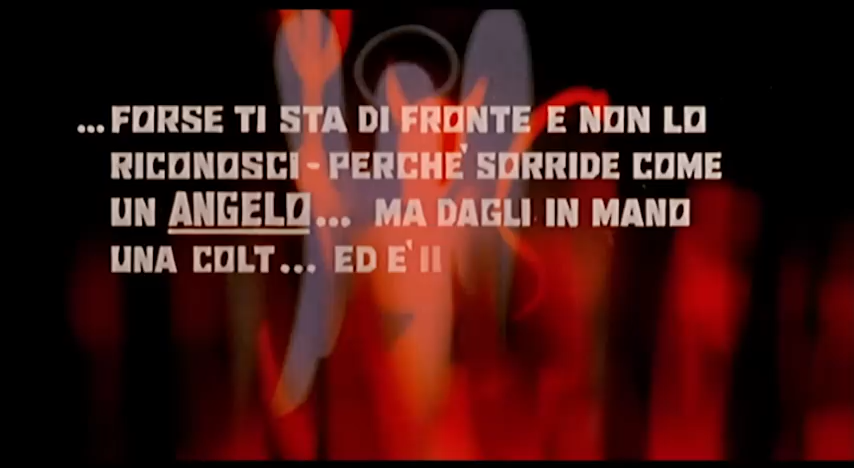 ...FORSE TI STA DI FRONTE E NON LO
RICONOSCI-PERCHE' SORRIDE COME
UN ANGELO... MA DAGLI IN MANO
UNA COLT... ED E'